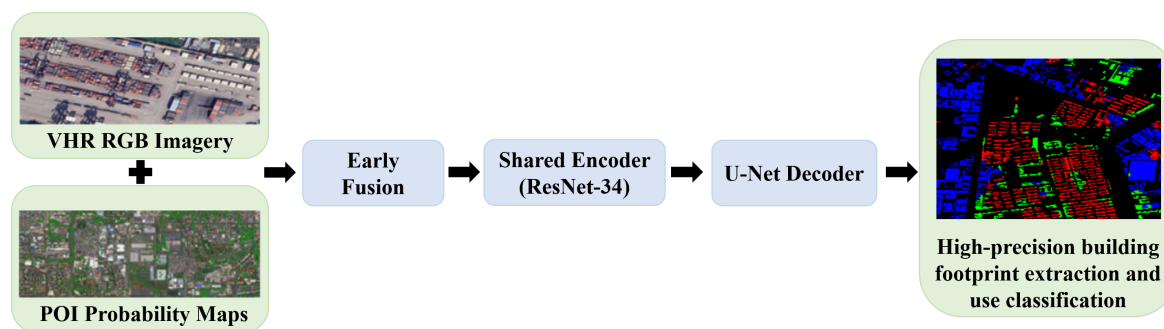 VHR RGB Imagery
POI Probability Maps
Early
Fusion
Shared Encoder
(ResNet-34)
U-Net Decoder
High-precision building
footprint extraction and
use classification